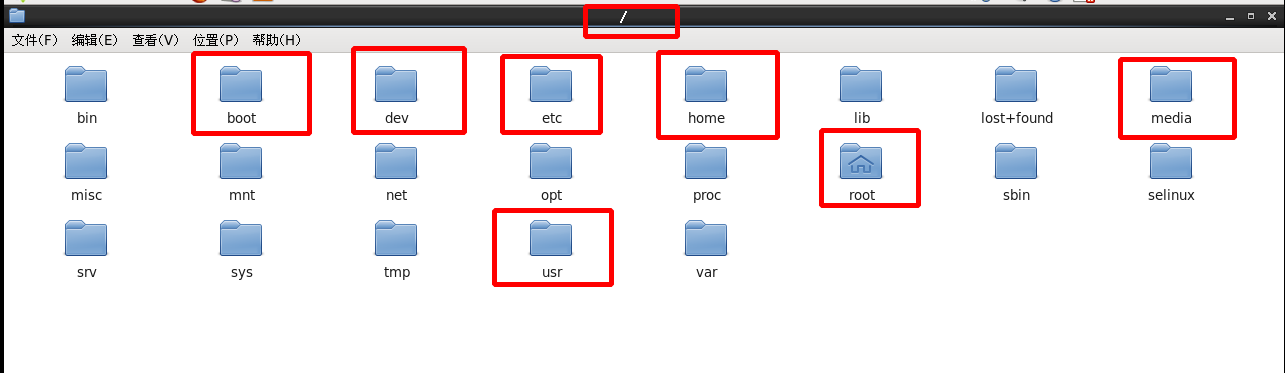 /
文件(F) 编辑(E) 查看(V) 位置(P) 帮助(H)
bin boot dev etc home lib lost+found media
misc mnt net opt proc root sbin selinux
srv sys tmp usr var